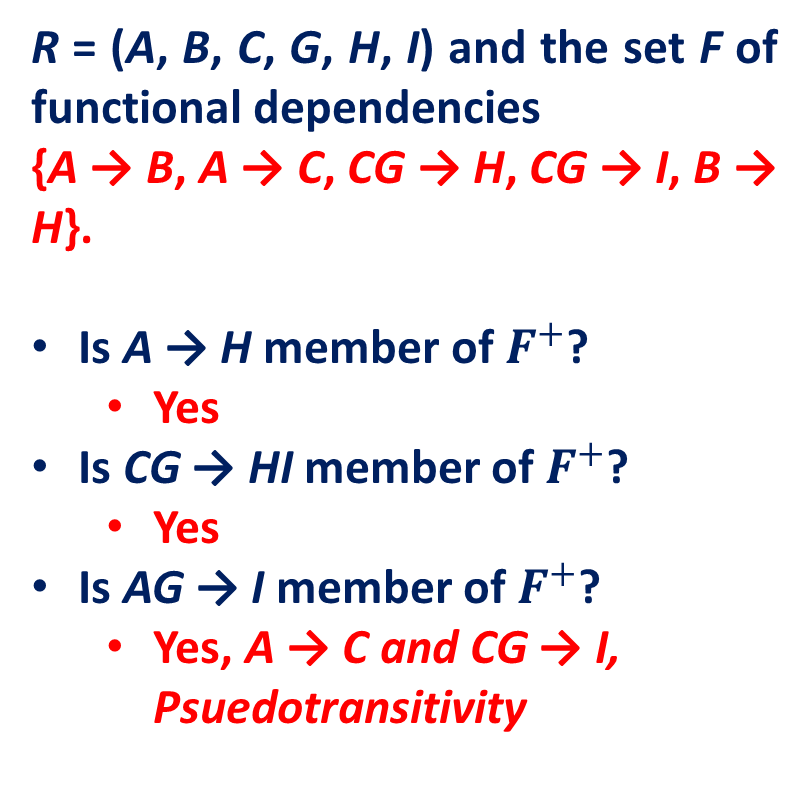 R = (A, B, C, G, H, I) and the set F of
functional dependencies
{A → B, A → C, CG → H, CG → I, B →
H}.
• Is A → H member of F⁺?
• Yes
• Is CG → HI member of F⁺?
• Yes
• Is AG → I member of F⁺?
• Yes, A → C and CG → I,
Psuedotransitivity